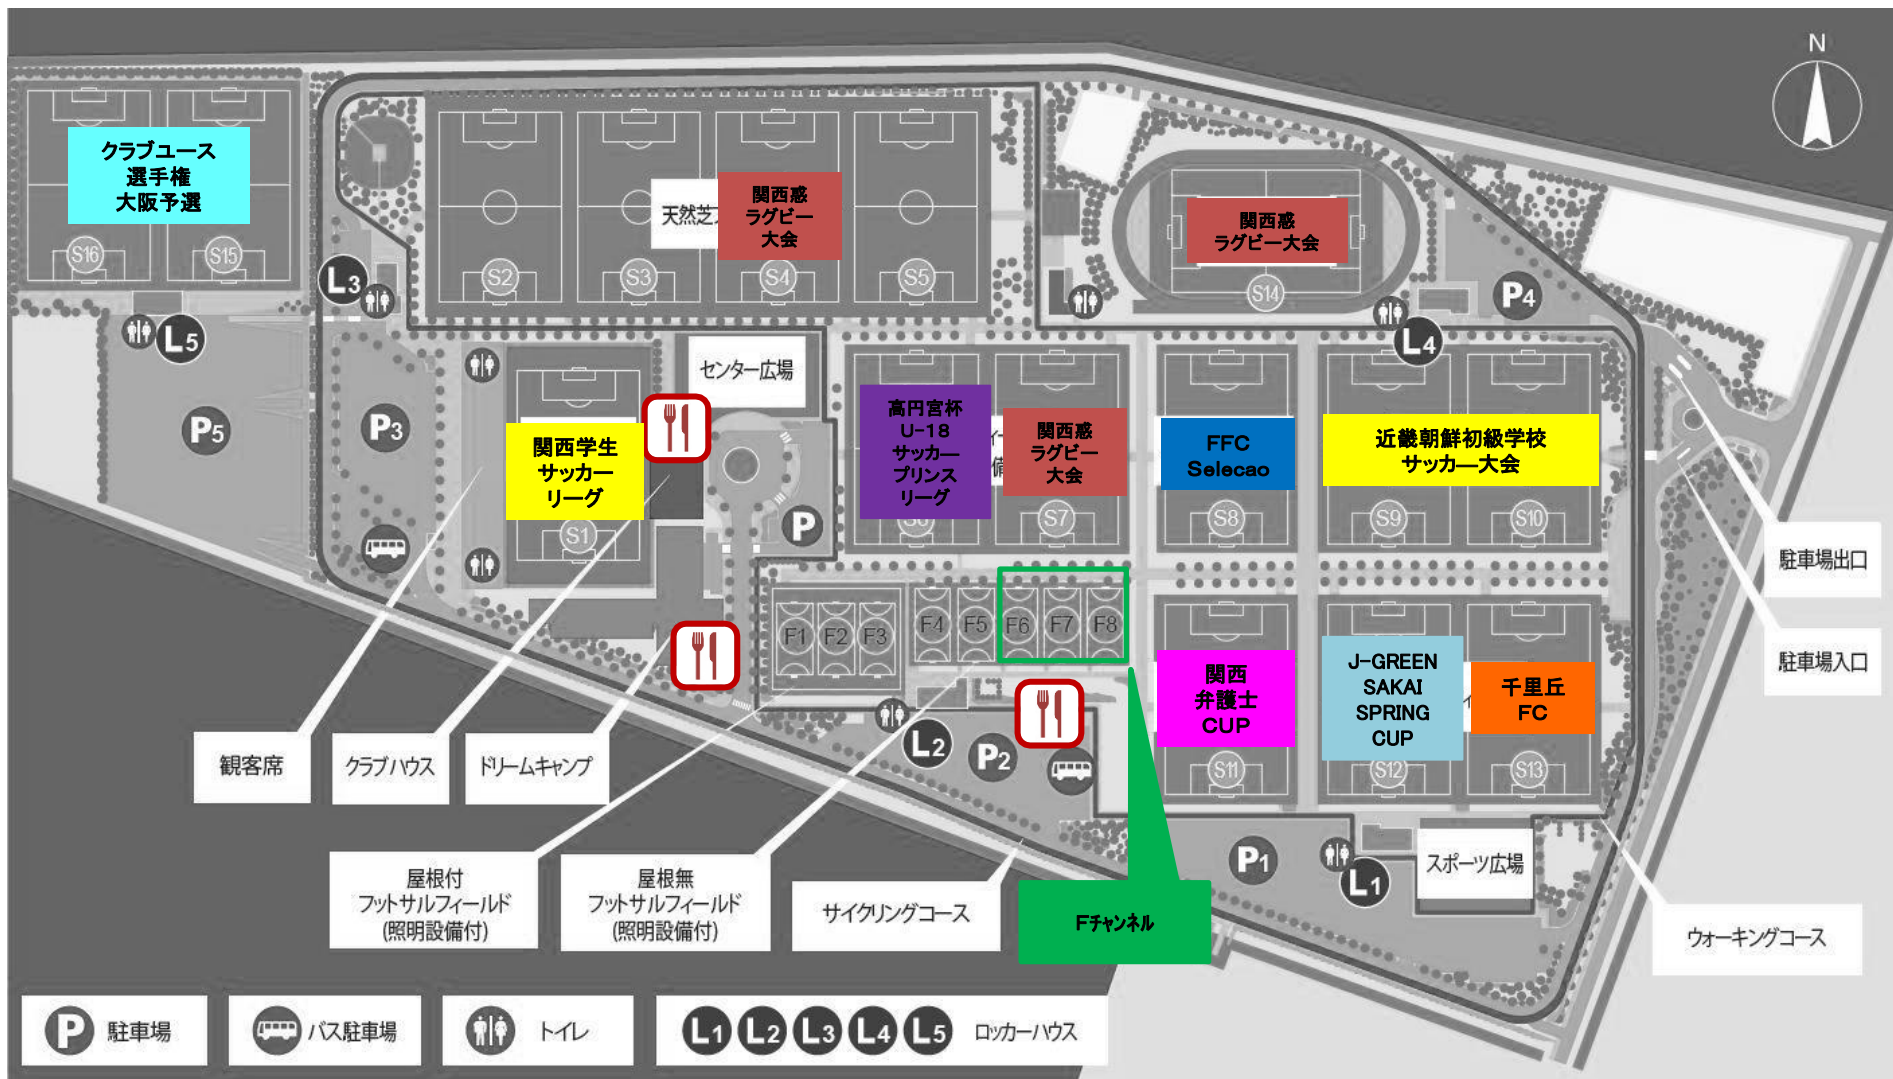 N
クラブユース
選手権
大阪予選
S16
S15
天然芝
関西惑
ラグビー
大会
S2
S3
S4
S5
関西惑
ラグビー大会
S14
L3
L5
P4
L4
センター広場
P5
P3
関西学生
サッカー
リーグ
S1
P
高円宮杯
U-18
サッカー
プリンス
リーグ
S6
関西惑
ラグビー
大会
S7
FFC
Selecao
S8
近畿朝鮮初級学校
サッカー大会
S9
S10
駐車場出口
駐車場入口
F1
F2
F3
F4
F5
F6
F7
F8
関西
弁護士
CUP
S11
J-GREEN
SAKAI
SPRING
CUP
S12
千里丘
FC
S13
観客席
クラブハウス
ドリームキャンプ
L2
P2
P1
L1
スポーツ広場
屋根付
フットサルフィールド
(照明設備付)
屋根無
フットサルフィールド
(照明設備付)
サイクリングコース
Fチャンネル
ウォーキングコース
P 駐車場
バス駐車場
トイレ
L1 L2 L3 L4 L5 ロッカーハウス